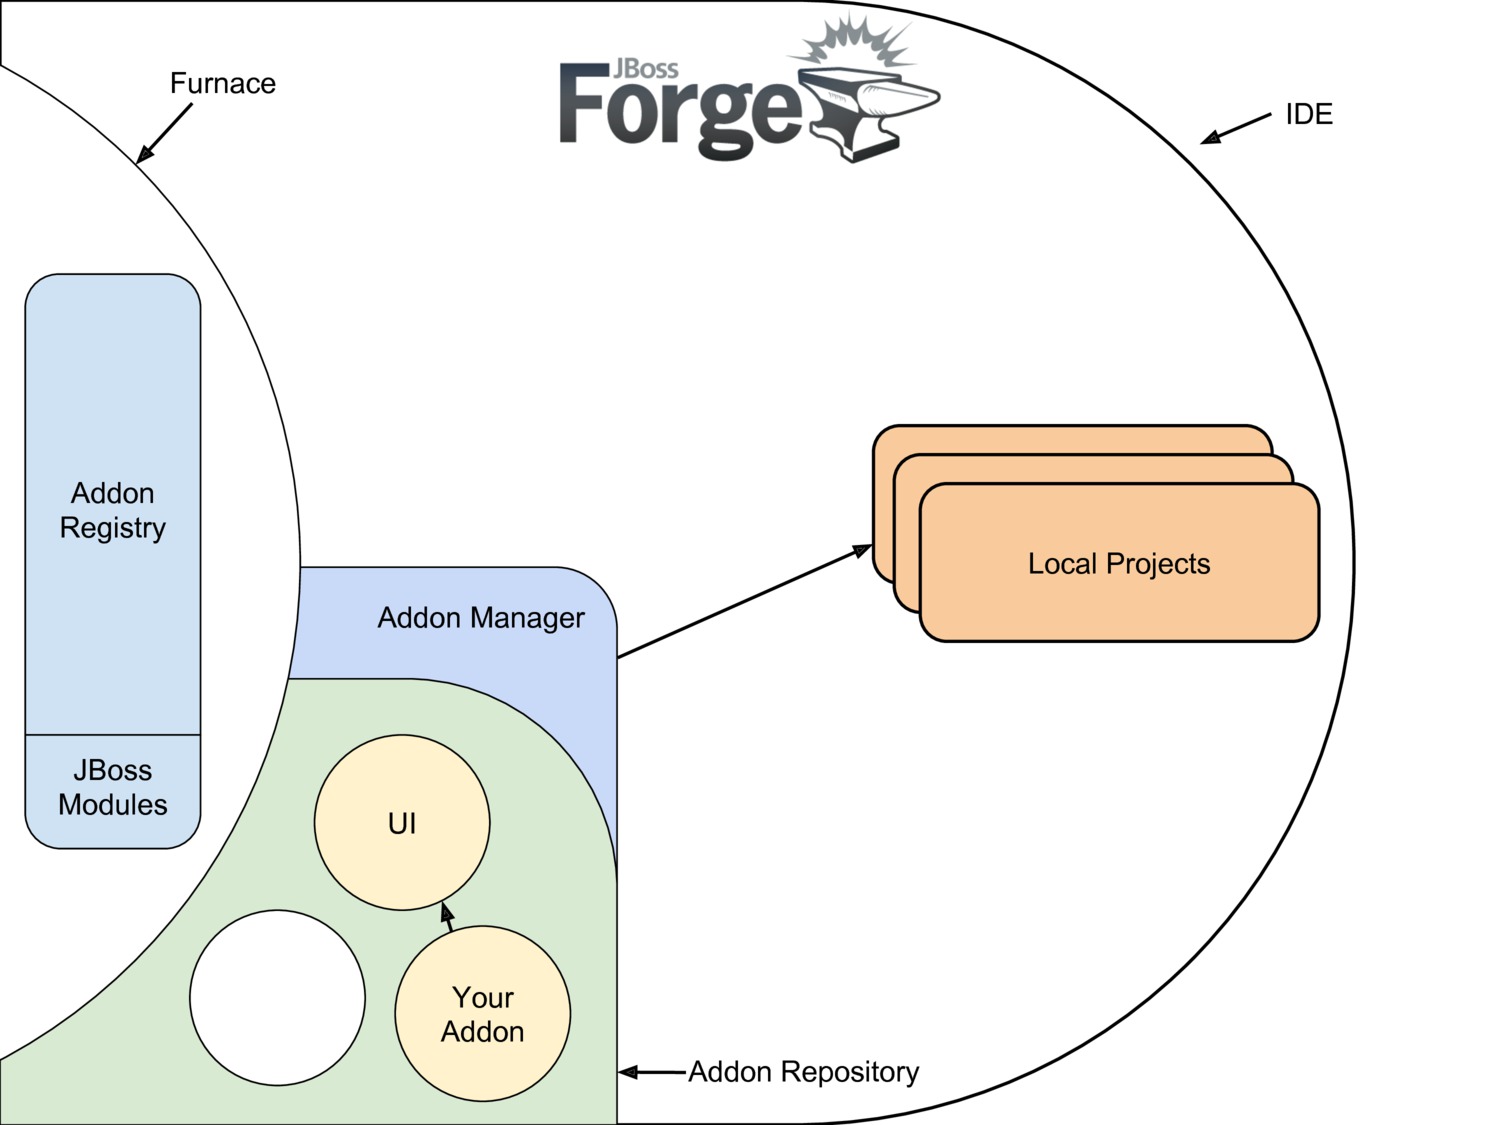 JBoss
Forge
Furnace
IDE
Addon
Registry
Local Projects
Addon Manager
JBoss
Modules
UI
Your
Addon
Addon Repository